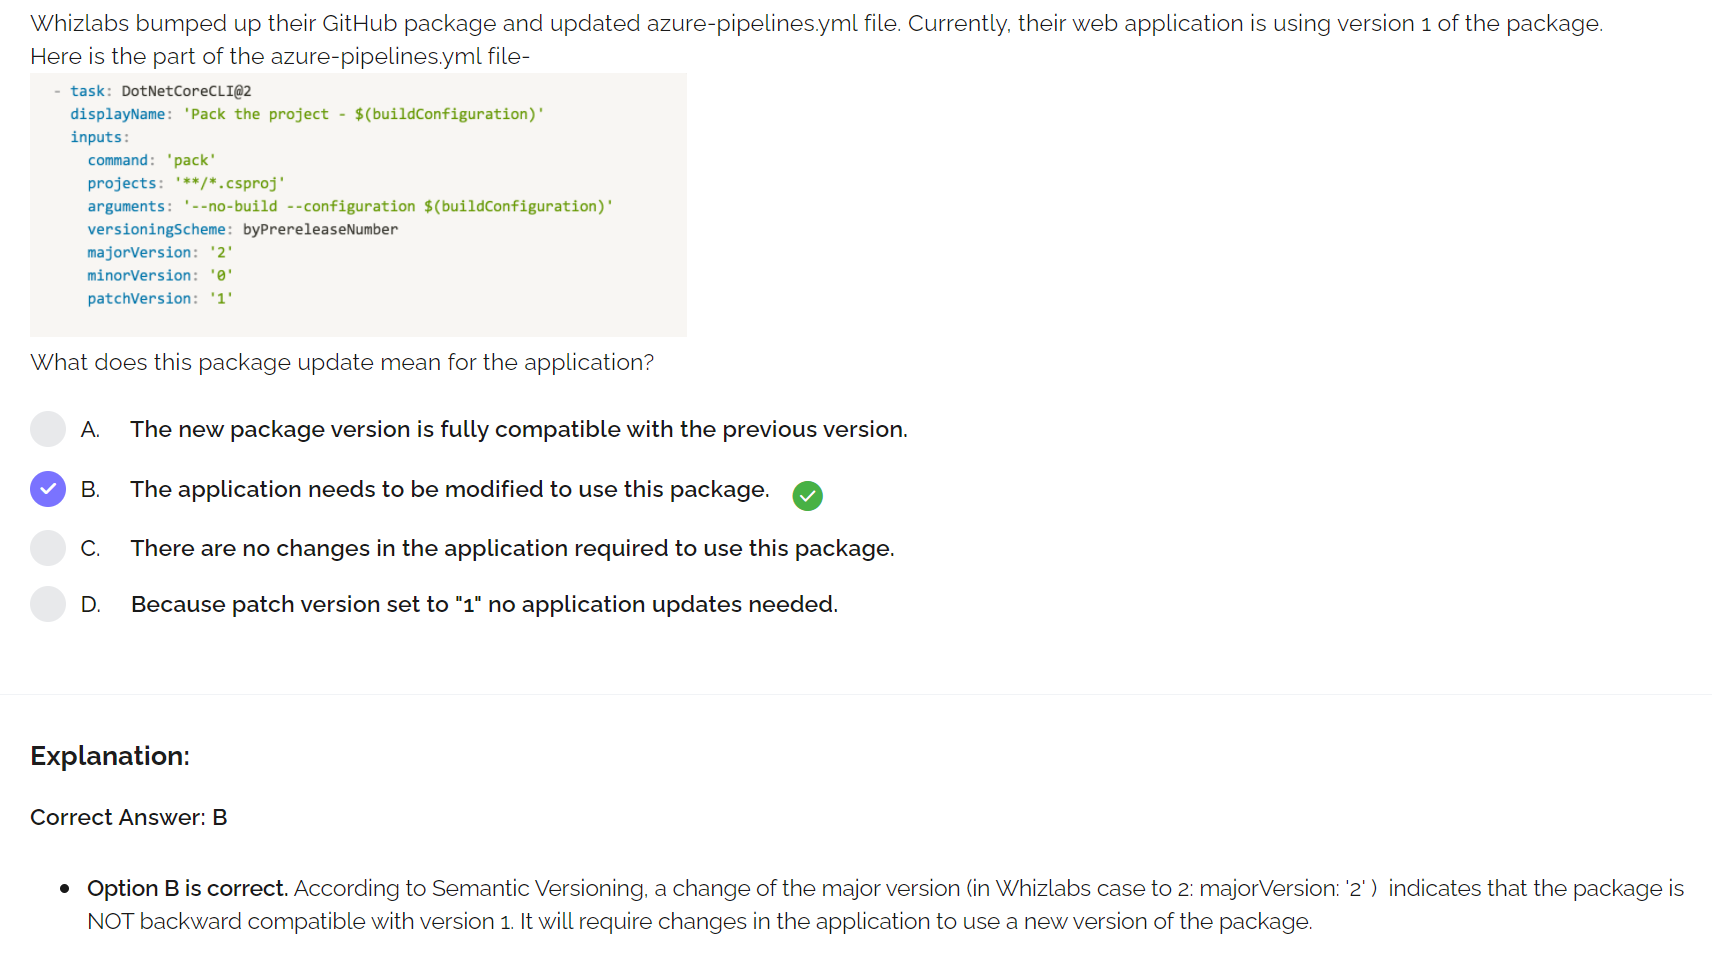 Whizlabs bumped up their GitHub package and updated azure-pipelines.yml file. Currently, their web application is using version 1 of the package.
Here is the part of the azure-pipelines.yml file-
- task: DotNetCoreCLI@2
displayName: 'Pack the project - $(buildConfiguration)'
inputs:
command: 'pack'
projects: '**/*.csproj'
arguments: '--no-build --configuration $(buildConfiguration)'
versioningScheme: byPrereleaseNumber
majorVersion: '2'
minorVersion: '0'
patchVersion: '1'
What does this package update mean for the application?
A. The new package version is fully compatible with the previous version.
B. The application needs to be modified to use this package.
C. There are no changes in the application required to use this package.
D. Because patch version set to "1" no application updates needed.
Explanation:
Correct Answer: B
• Option B is correct. According to Semantic Versioning, a change of the major version (in Whizlabs case to 2: majorVersion: '2' ) indicates that the package is
NOT backward compatible with version 1. It will require changes in the application to use a new version of the package.